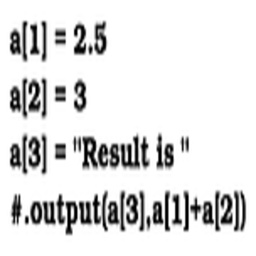 a[1] = 2.5
a[2] = 3
a[3] = "Result is "
#.output(a[3],a[1]+a[2])